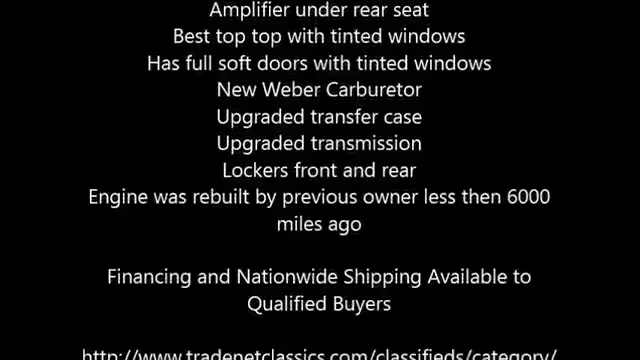 Amplifier under rear seat
Best top top with tinted windows
Has full soft doors with tinted windows
New Weber Carburetor
Upgraded transfer case
Upgraded transmission
Lockers front and rear
Engine was rebuilt by previous owner less then 6000
miles ago
Financing and Nationwide Shipping Available to
Qualified Buyers
http://www.tradenetclassics.com/classifieds/category/